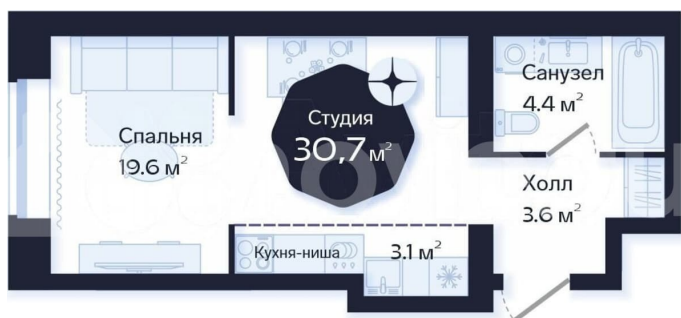 Студия
30,7 м²
Санузел
4.4 м²
Спальня
19.6 м²
Холл
3.6 м²
Кухня-ниша
3.1 м²